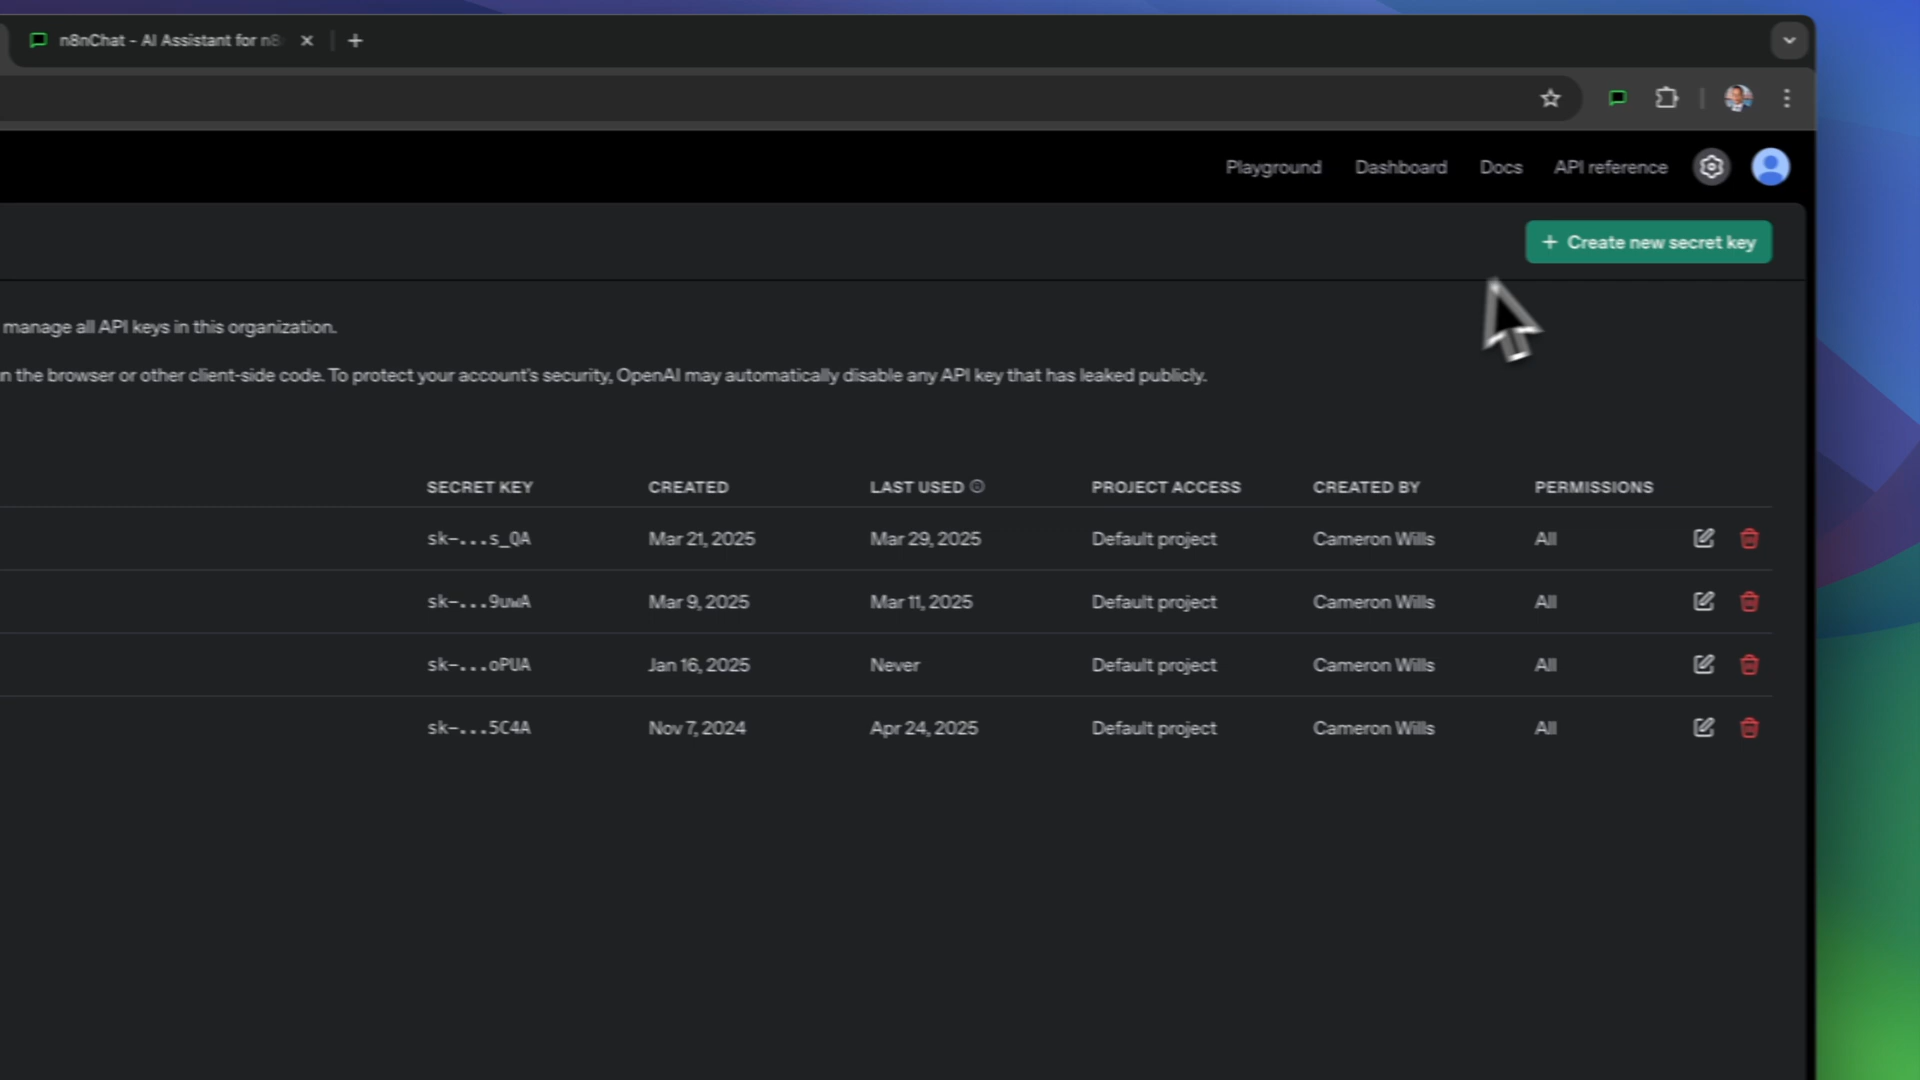 n8nChat - AI Assistant for n8
Playground Dashboard Docs API reference
+ Create new secret key
manage all API keys in this organization.
n the browser or other client-side code. To protect your account's security, OpenAI may automatically disable any API key that has leaked publicly.
SECRET KEY CREATED LAST USED PROJECT ACCESS CREATED BY PERMISSIONS
sk-...s_QA Mar 21, 2025 Mar 29, 2025 Default project Cameron Wills All
sk-...9uwA Mar 9, 2025 Mar 11, 2025 Default project Cameron Wills All
sk-...oPUA Jan 16, 2025 Never Default project Cameron Wills All
sk-...5C4A Nov 7, 2024 Apr 24, 2025 Default project Cameron Wills All